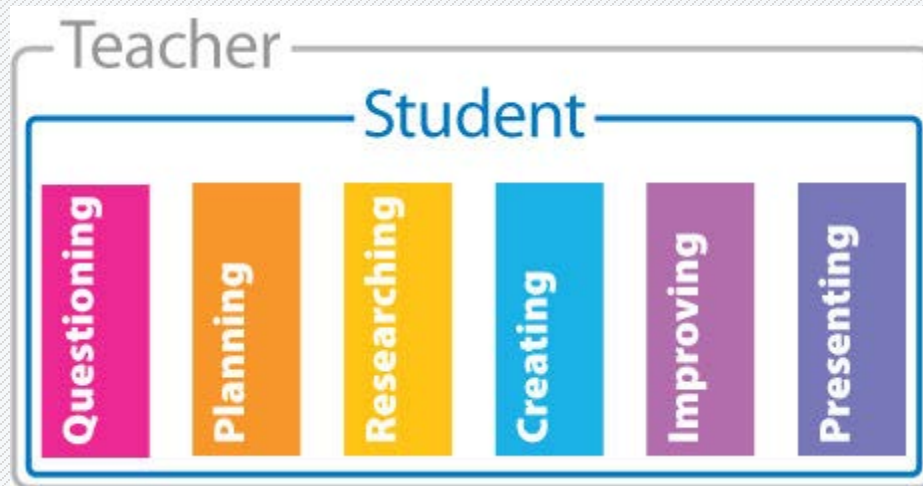 Teacher
Student
Questioning
Planning
Researching
Creating
Improving
Presenting